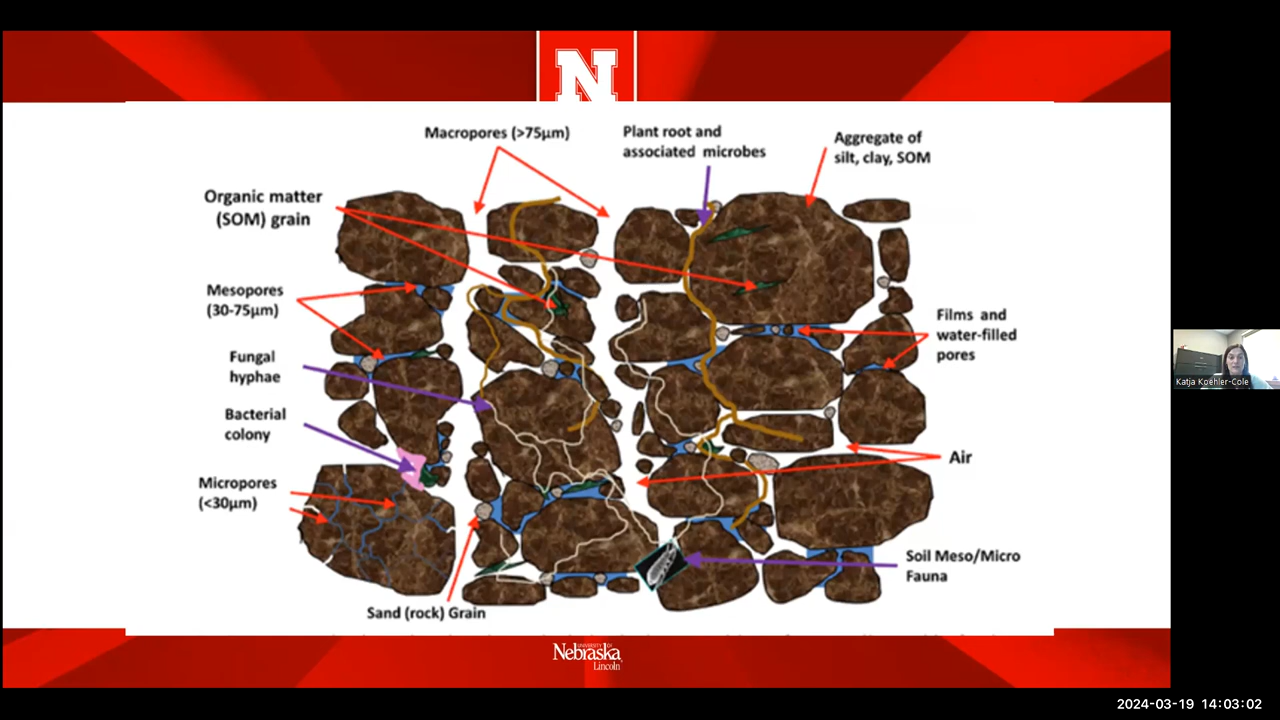 N
Macropores (>75µm)
Plant root and
associated microbes
Aggregate of
silt, clay, SOM
Organic matter
(SOM) grain
Mesopores
(30-75µm)
Films and
water-filled
pores
Fungal
hyphae
Katja Koehler-Cole
Bacterial
colony
Air
Micropores
(<30µm)
Soil Meso/Micro
Fauna
Sand (rock) Grain
UNIVERSITY OF
Nebraska
Lincoln
2024-03-19 14:03:02